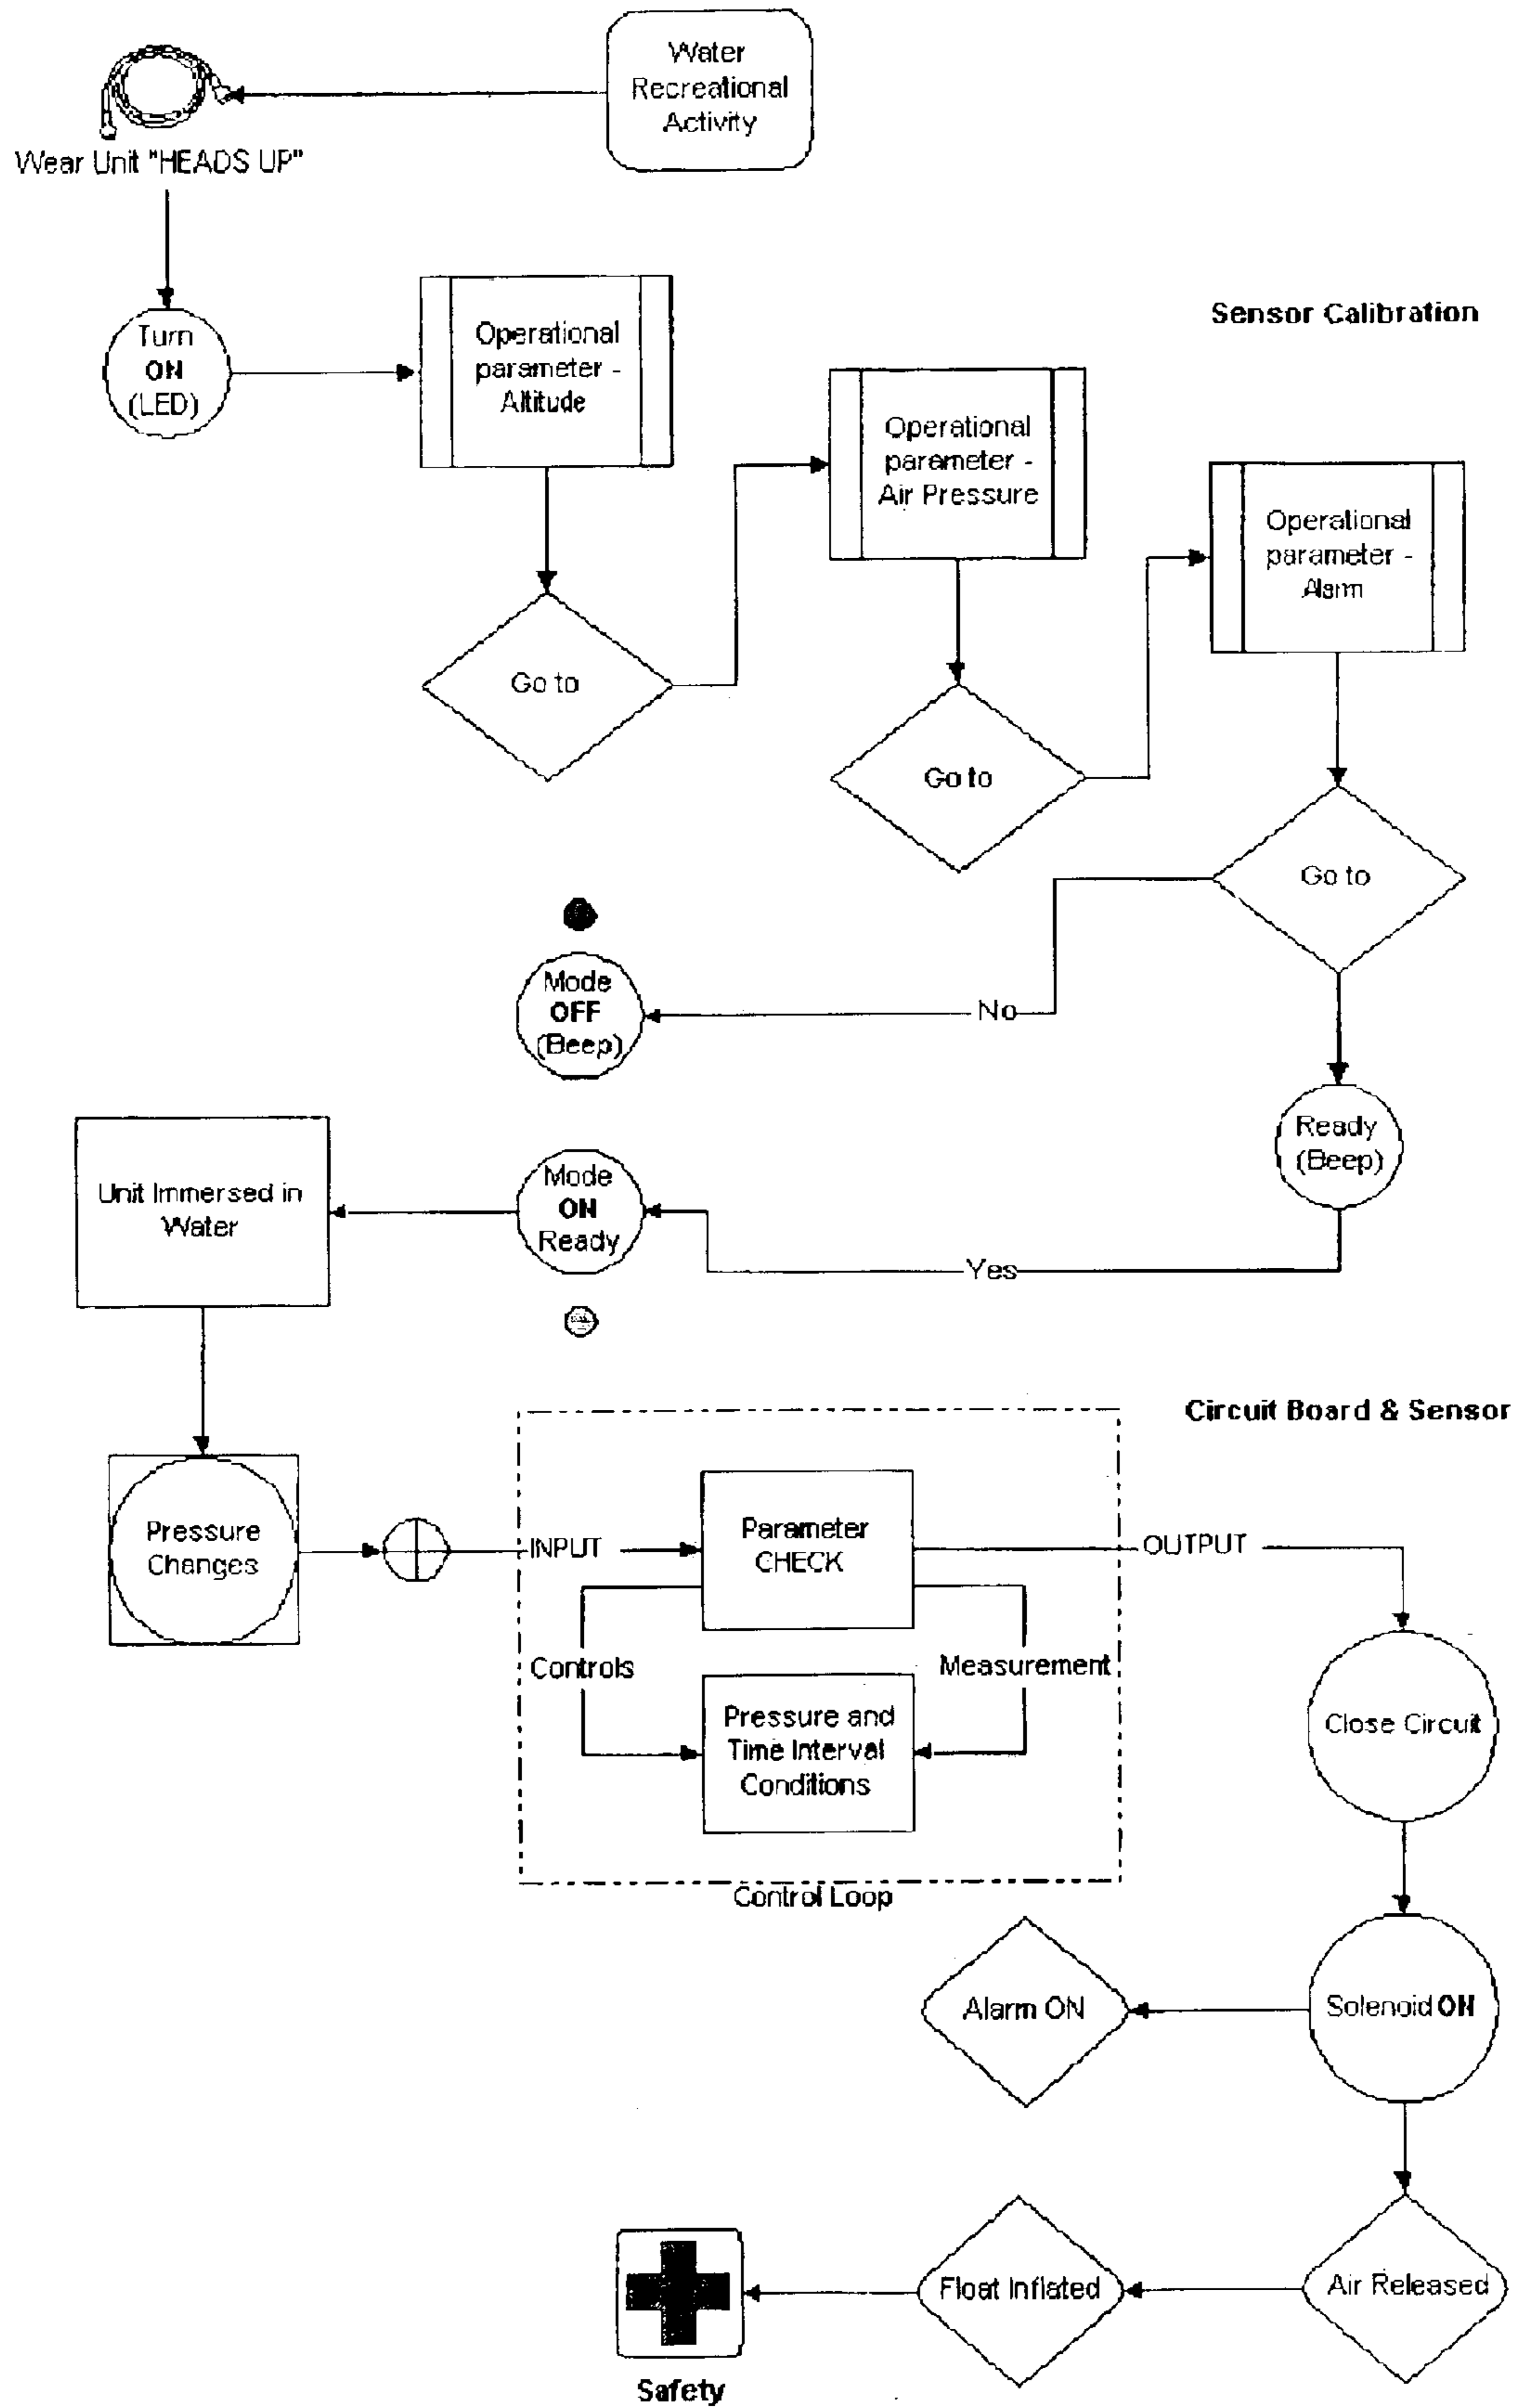 Water
Recreational
Activity
Wear Unit "HEADS UP"
Turn
ON
(LED)
Operational
parameter -
Altitude
Sensor Calibration
Operational
parameter -
Air Pressure
Operational
parameter -
Alarm
Go to
Go to
Go to
Mode
OFF
(Beep)
No
Ready
(Beep)
Unit Immersed in
Water
Mode
ON
Ready
Yes
Circuit Board & Sensor
Pressure
Changes
INPUT
Parameter
CHECK
OUTPUT
Controls
Measurement
Pressure and
Time Interval
Conditions
Close Circuit
Control Loop
Alarm ON
Solenoid ON
Float Inflated
Air Released
Safety